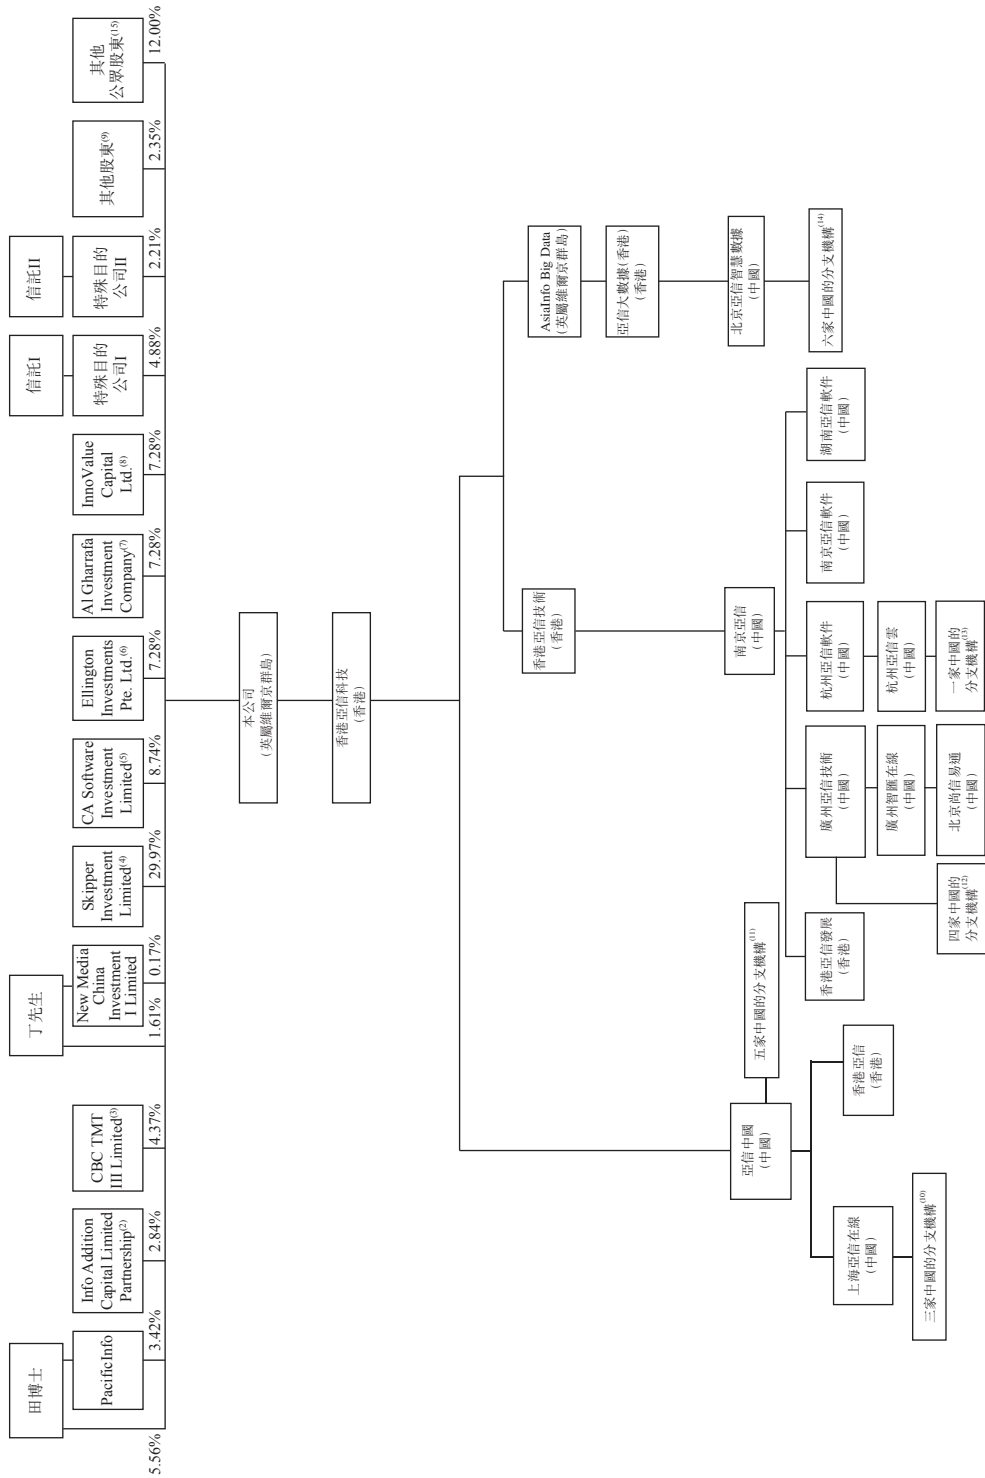 田博士
5.56%
PacificInfo
3.42%
Info Addition
Capital Limited
Partnership(2)
2.84%
CBC TMT
III Limited(3)
4.37%
丁先生
1.61%
New Media
China
Investment
I Limited
0.17%
Skipper
Investment
Limited(4)
29.97%
CA Software
Investment
Limited(5)
8.74%
Ellington
Investments
Pte. Ltd.(6)
7.28%
Al Gharrafa
Investment
Company(7)
7.28%
InnoValue
Capital
Ltd.(8)
7.28%
信託I
特殊目的
公司I
4.88%
信託II
特殊目的
公司II
2.21%
其他股東(9)
2.35%
其他
公眾股東(15)
12.00%
本公司
(英屬維爾京群島)
香港亞信科技
(香港)
亞信中國
(中國)
五家中國的分支機構(11)
上海亞信在線
(中國)
三家中國的分支機構(10)
香港亞信
(香港)
香港亞信技術
(香港)
南京亞信
(中國)
香港亞信發展
(香港)
廣州亞信技術
(中國)
四家中國的
分支機構(12)
廣州智匯在線
(中國)
北京尚信易通
(中國)
杭州亞信軟件
(中國)
杭州亞信雲
(中國)
一家中國的
分支機構(13)
南京亞信軟件
(中國)
湖南亞信軟件
(中國)
AsiaInfo Big Data
(英屬維爾京群島)
亞信大數據(香港)
(香港)
北京亞信智慧數據
(中國)
六家中國的分支機構(14)